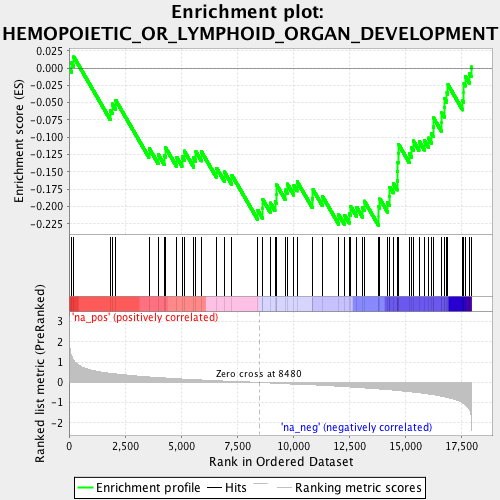 Enrichment plot:
HEMOPOIETIC_OR_LYMPHOID_ORGAN_DEVELOPMENT
Enrichment score (ES)
0.025
0.000
-0.025
-0.050
-0.075
-0.100
-0.125
-0.150
-0.175
-0.200
-0.225
'na_pos' (positively correlated)
Ranked list metric (PreRanked)
3
2
1
0
-1
-2
Zero cross at 8480
'na_neg' (negatively correlated)
0
2,500
5,000
7,500
10,000
12,500
15,000
17,500
Rank in Ordered Dataset
Enrichment profile
Hits
Ranking metric scores